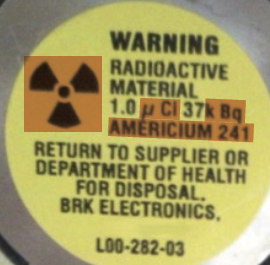 WARNING
RADIOACTIVE
MATERIAL
1.0 µ Ci 37k Bq
AMERICIUM 241
RETURN TO SUPPLIER OR
DEPARTMENT OF HEALTH
FOR DISPOSAL.
BRK ELECTRONICS.
L00-282-03